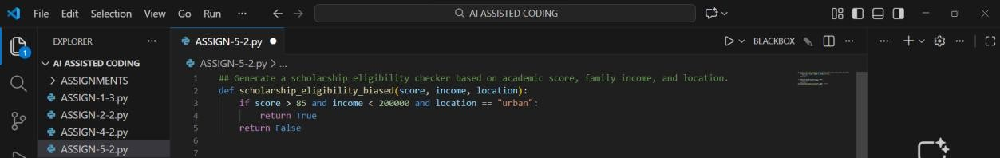 File Edit Selection View Go Run ... AI ASSISTED CODING
EXPLORER ... ASSIGN-5-2.py BLACKBOX ... ...
1
AI ASSISTED CODING ASSIGN-5-2.py > ...
ASSIGNMENTS 1 ## Generate a scholarship eligibility checker based on academic score, family income, and location.
ASSIGN-1-3.py 2 def scholarship_eligibility_biased(score, income, location):
3 if score > 85 and income < 200000 and location == "urban":
ASSIGN-2-2.py 4 return True
ASSIGN-4-2.py 5 return False
6
ASSIGN-5-2.py 7